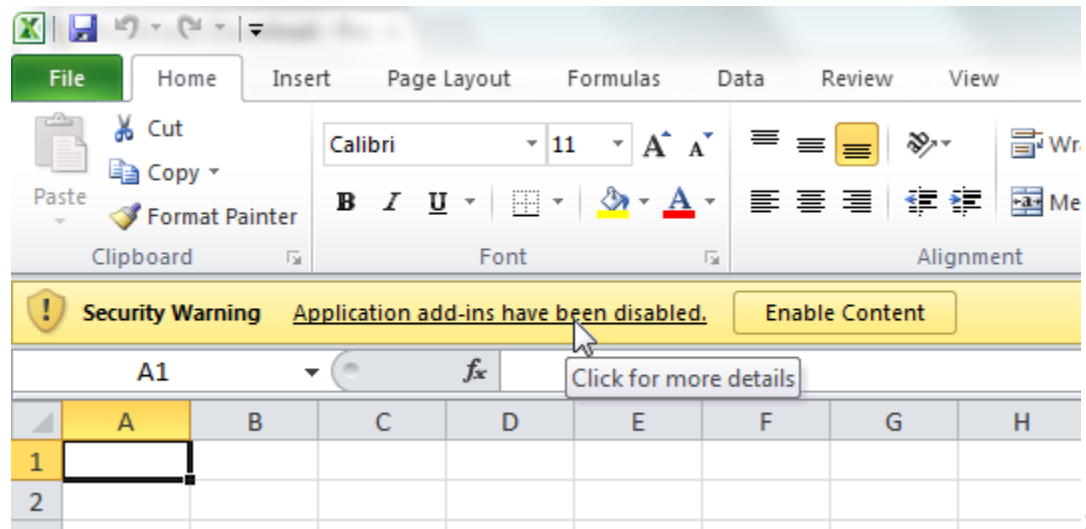 File Home Insert Page Layout Formulas Data Review View
Cut
Calibri 11
Copy
Paste
Format Painter
B I U A
Clipboard Font Alignment
Security Warning Application add-ins have been disabled. Enable Content
A1 fx
Click for more details
A B C D E F G H
1
2